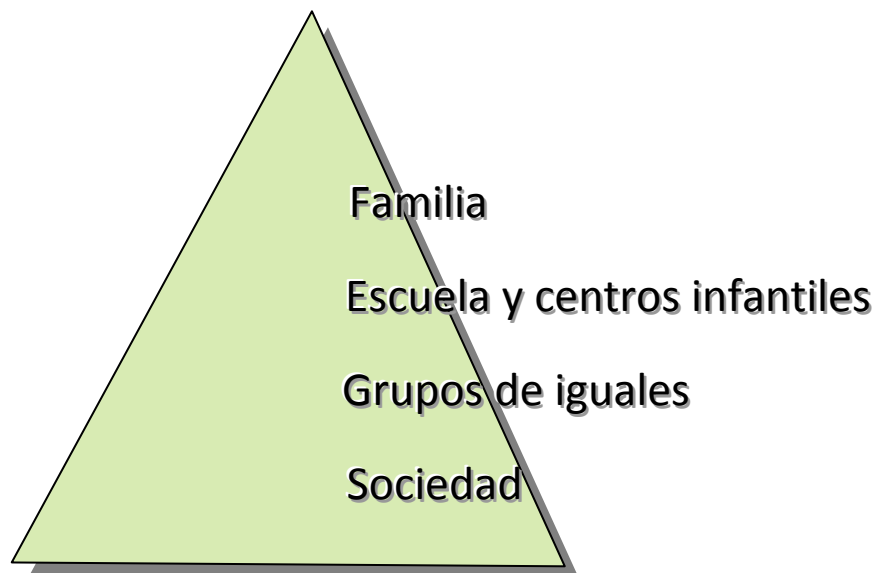 Familia
Escuela y centros infantiles
Grupos de iguales
Sociedad